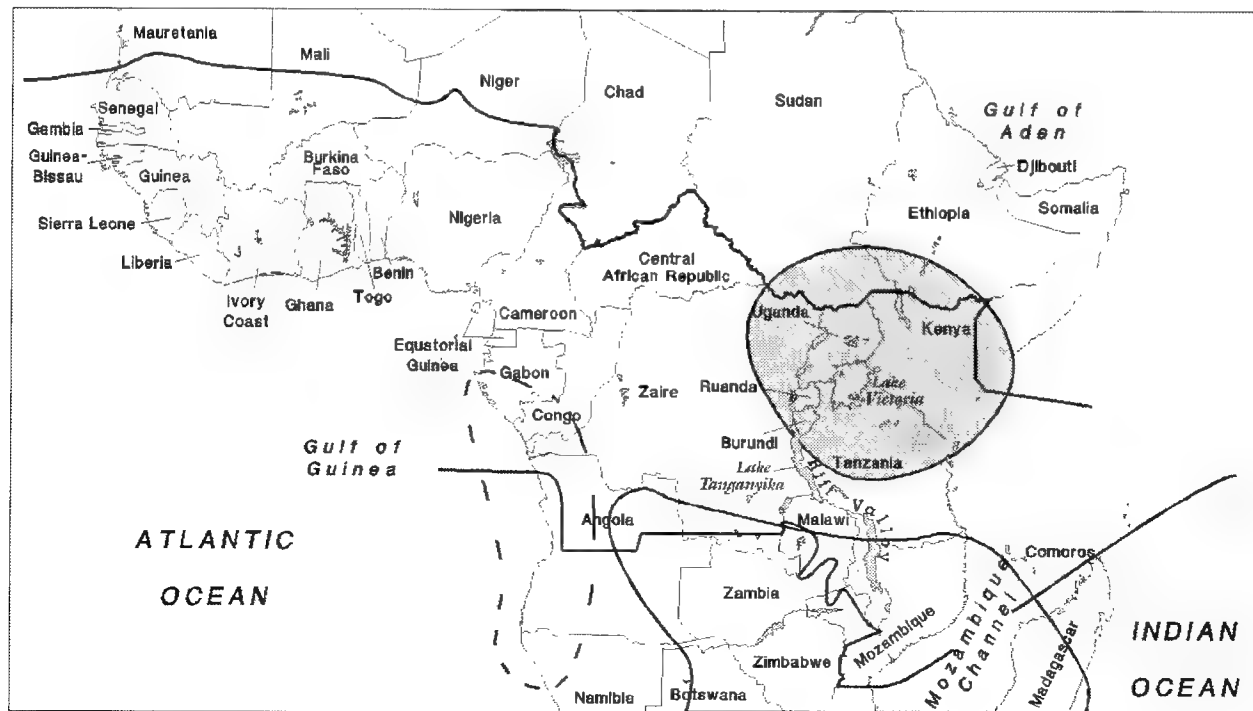 Mauretania
Mali
Niger
Chad
Sudan
Gulf of
Aden
Senegal
Gambia
Guinea-
Bissau
Guinea
Burkina
Faso
Djibouti
Sierra Leone
Nigeria
Ethiopia
Somalia
Liberia
Central
African Republic
Benin
Ivory
Coast
Ghana
Togo
Cameroon
Uganda
Kenya
Equatorial
Guinea
Gabon
Zaire
Ruanda
Lake
Victoria
Congo
Gulf of
Guinea
Burundi
Tanzania
Lake
Tanganyika
Rift Valley
ATLANTIC
OCEAN
Angola
Malawi
Comoros
Zambia
Mozambique
Mozambique
Channel
Madagascar
INDIAN
OCEAN
Zimbabwe
Namibia
Botswana